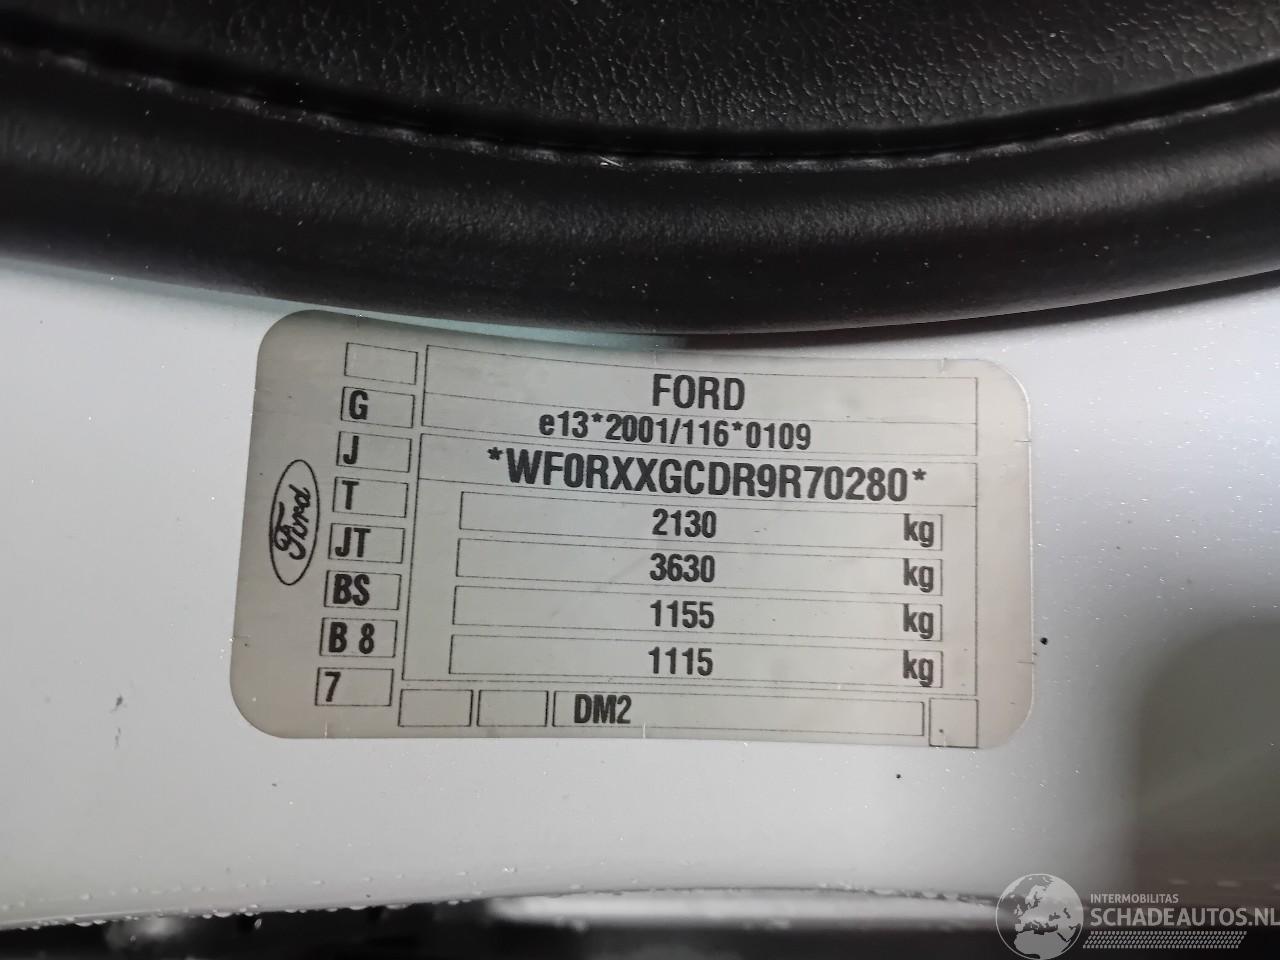 FORD
G
e13*2001/116*0109
J
*WF0RXXGCDR9R70280*
T
2130 kg
JT
3630 kg
BS
1155 kg
B 8
1115 kg
7
DM2
Ford
INTERMOBILITAS
SCHADEAUTOS.NL